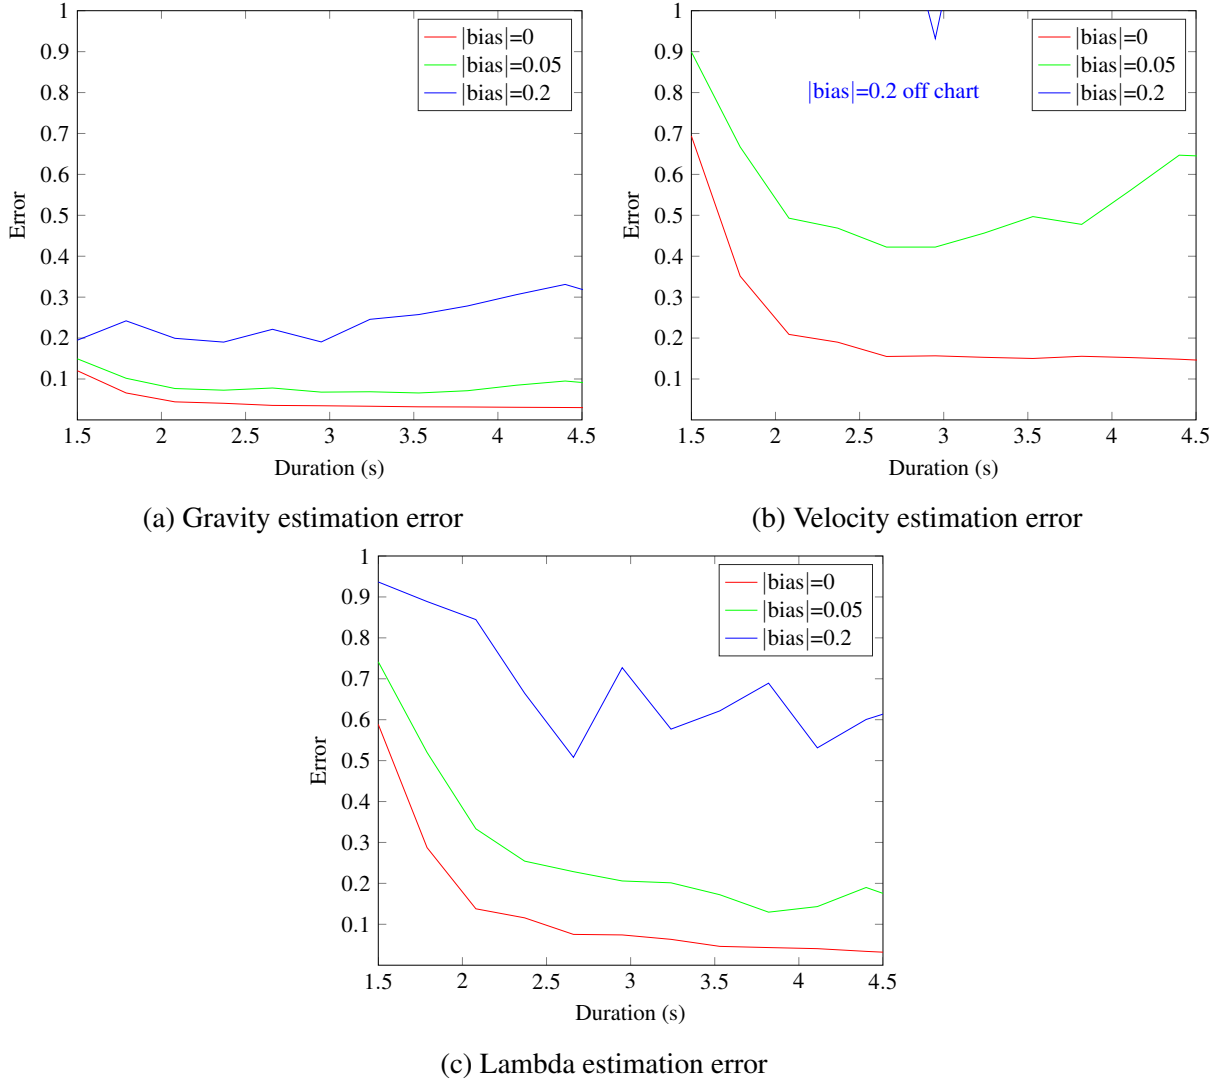 1
0.9
0.8
0.7
0.6
0.5
0.4
0.3
0.2
0.1
Error
1.5 2 2.5 3 3.5 4 4.5
Duration (s)
|bias|=0
|bias|=0.05
|bias|=0.2
(a) Gravity estimation error
1
0.9
0.8
0.7
0.6
0.5
0.4
0.3
0.2
0.1
Error
1.5 2 2.5 3 3.5 4 4.5
Duration (s)
|bias|=0
|bias|=0.05
|bias|=0.2
|bias|=0.2 off chart
(b) Velocity estimation error
1
0.9
0.8
0.7
0.6
0.5
0.4
0.3
0.2
0.1
Error
1.5 2 2.5 3 3.5 4 4.5
Duration (s)
|bias|=0
|bias|=0.05
|bias|=0.2
(c) Lambda estimation error